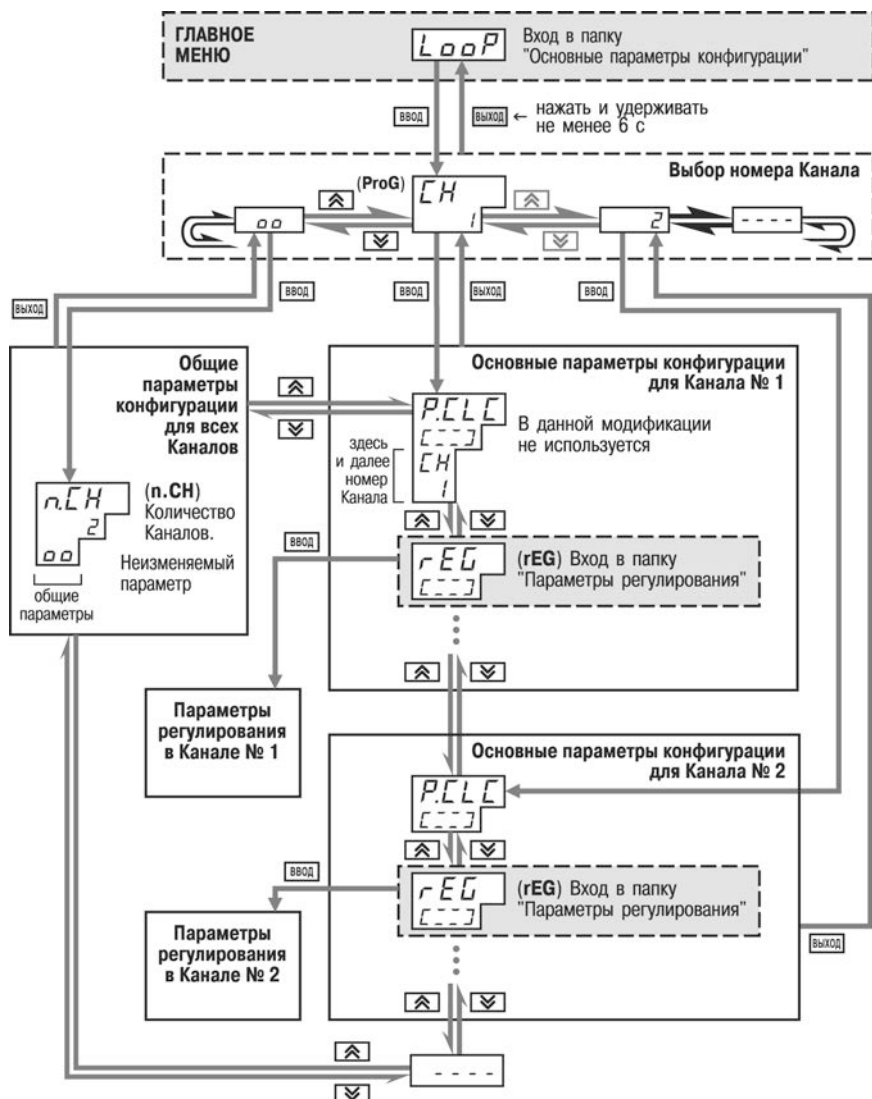 ГЛАВНОЕ
МЕНЮ
LooP
Вход в папку
"Основные параметры конфигурации"
ВВОД
ВЫХОД
← нажать и удерживать
не менее 6 с
Выбор номера Канала
(ProG)
CH
1
oo
2
----
ВЫХОД
ВВОД
ВВОД
ВЫХОД
ВВОД
Общие
параметры
конфигурации
для всех
Каналов
n.CH
2
oo
(n.CH)
Количество
Каналов.
Неизменяемый
параметр
общие
параметры
Основные параметры конфигурации
для Канала № 1
P.CLC
[---]
CH
1
здесь
и далее
номер
Канала
В данной модификации
не используется
ВВОД
rEG
[---]
(rEG) Вход в папку
"Параметры регулирования"
Параметры
регулирования
в Канале № 1
Основные параметры конфигурации
для Канала № 2
P.CLC
[---]
ВВОД
rEG
[---]
(rEG) Вход в папку
"Параметры регулирования"
Параметры
регулирования
в Канале № 2
ВЫХОД
----